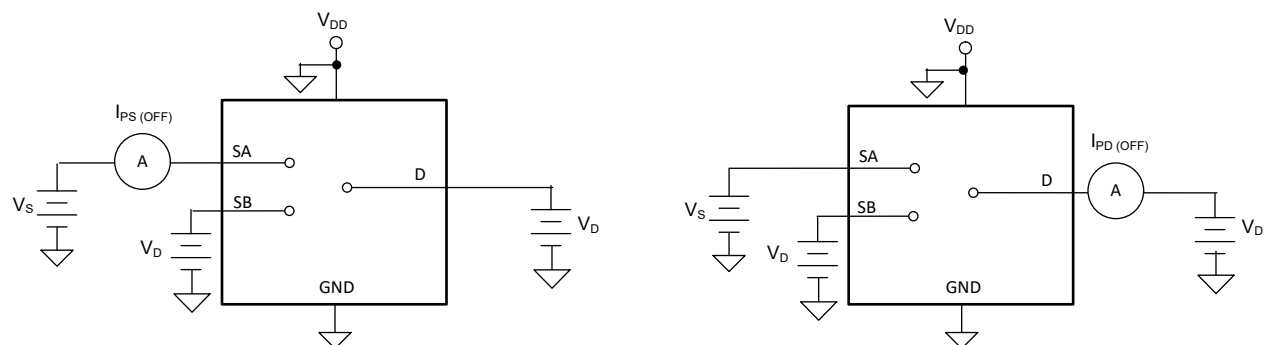 VDD
IPS (OFF)
A
SA
D
SB
VS
VD
VD
GND
VDD
IPD (OFF)
SA
D
A
SB
VS
VD
VD
GND